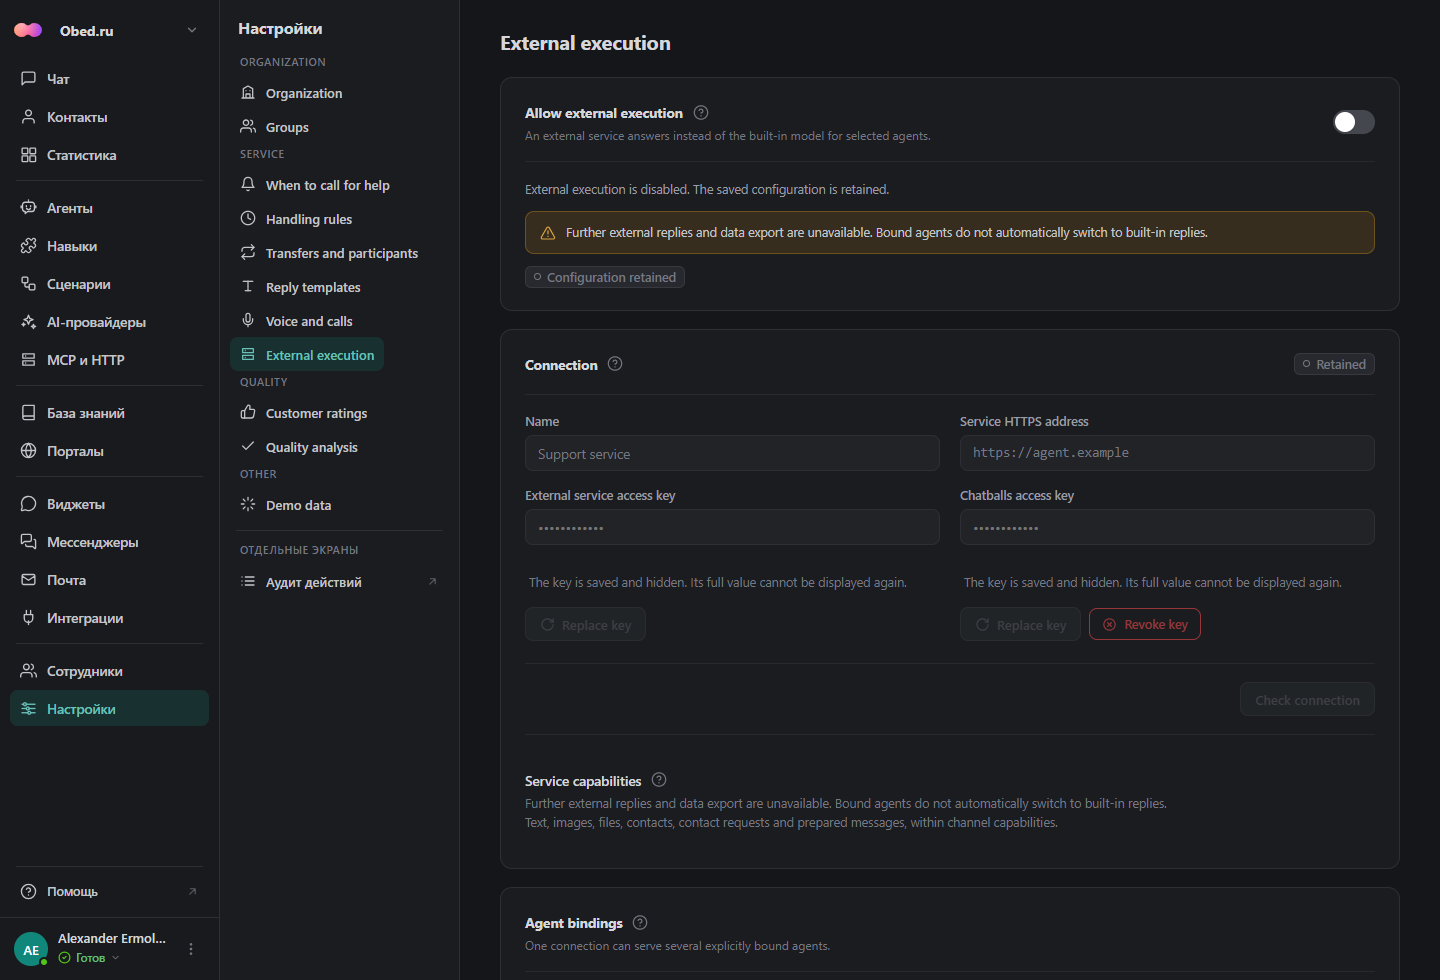 Obed.ru
Чат
Контакты
Статистика
Агенты
Навыки
Сценарии
AI-провайдеры
MCP и HTTP
База знаний
Порталы
Виджеты
Мессенджеры
Почта
Интеграции
Сотрудники
Настройки
Помощь
AE
Alexander Ermol...
Готов
Настройки
ORGANIZATION
Organization
Groups
SERVICE
When to call for help
Handling rules
Transfers and participants
Reply templates
Voice and calls
External execution
QUALITY
Customer ratings
Quality analysis
OTHER
Demo data
ОТДЕЛЬНЫЕ ЭКРАНЫ
Аудит действий
External execution
Allow external execution
An external service answers instead of the built-in model for selected agents.
External execution is disabled. The saved configuration is retained.
Further external replies and data export are unavailable. Bound agents do not automatically switch to built-in replies.
Configuration retained
Connection
Retained
Name
Service HTTPS address
Support service
https://agent.example
External service access key
Chatballs access key
••••••••••••
••••••••••••
The key is saved and hidden. Its full value cannot be displayed again.
The key is saved and hidden. Its full value cannot be displayed again.
Replace key
Replace key
Revoke key
Check connection
Service capabilities
Further external replies and data export are unavailable. Bound agents do not automatically switch to built-in replies.
Text, images, files, contacts, contact requests and prepared messages, within channel capabilities.
Agent bindings
One connection can serve several explicitly bound agents.